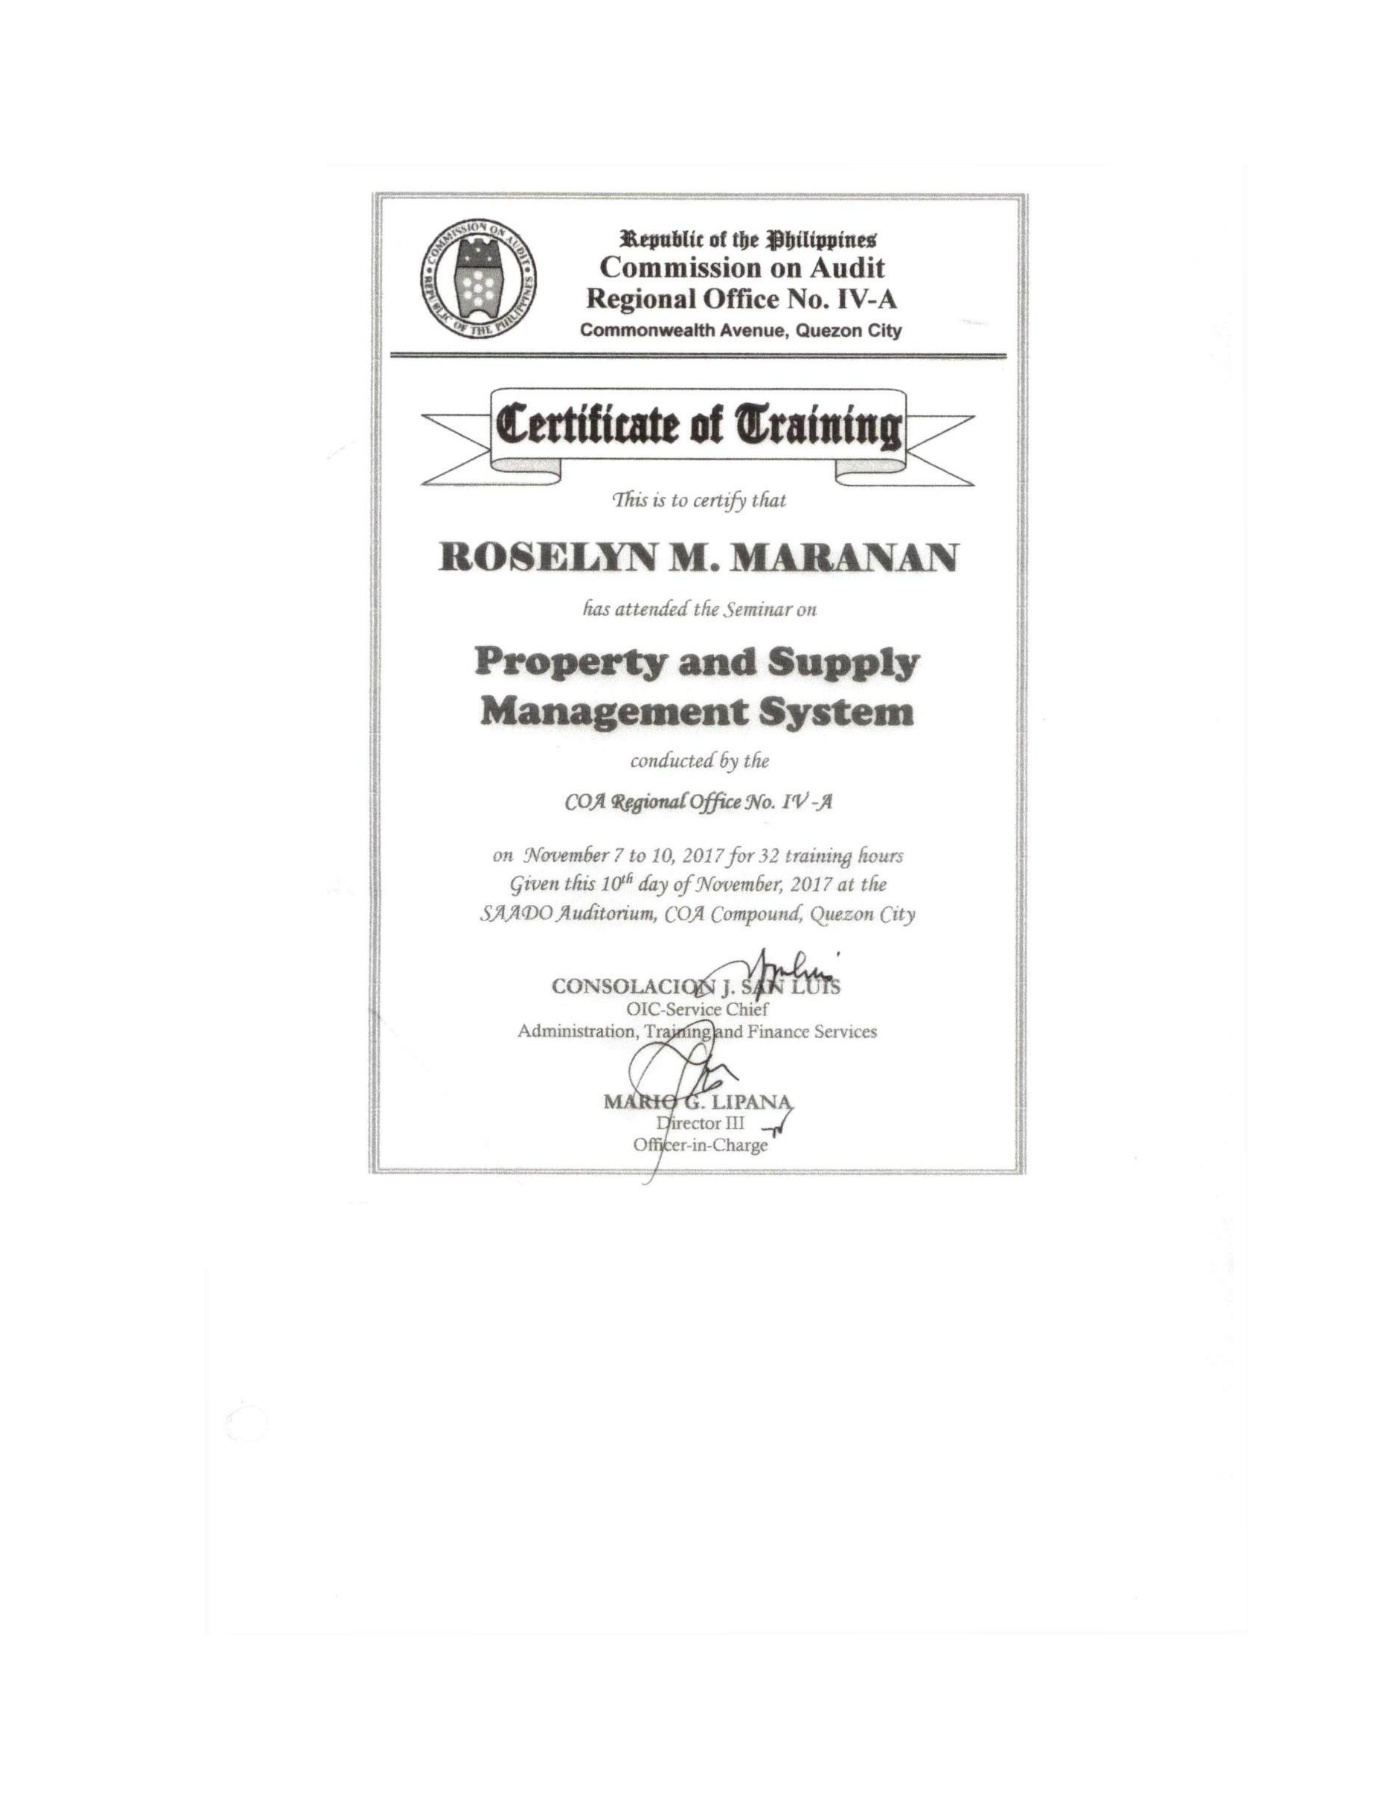 COMMISSION ON AUDIT
REPUBLIC OF THE PHILIPPINES
Republic of the Philippines
Commission on Audit
Regional Office No. IV-A
Commonwealth Avenue, Quezon City
Certificate of Training
This is to certify that
ROSELYN M. MARANAN
has attended the Seminar on
Property and Supply
Management System
conducted by the
COA Regional Office No. IV-A
on November 7 to 10, 2017 for 32 training hours
Given this 10th day of November, 2017 at the
SAADO Auditorium, COA Compound, Quezon City
CONSOLACION J. SAN LUIS
OIC-Service Chief
Administration, Training and Finance Services
MARIO G. LIPANA
Director III
Officer-in-Charge